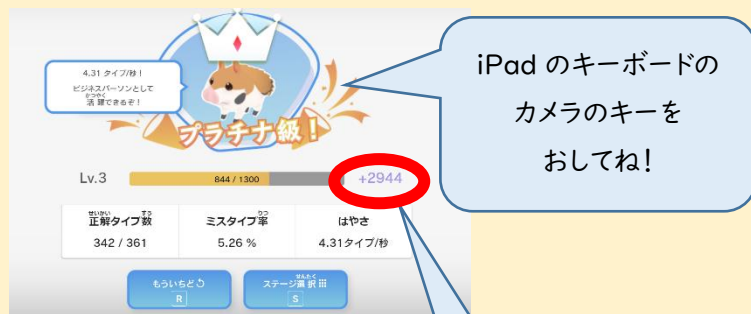 4.31 タイプ/秒！
ビジネスパーソンとして
かつやく
活躍できるぞ！
プラチナ級！
iPad のキーボードの
カメラのキーを
おしてね！
Lv.3
844 / 1300
+2944
せいかい すう
正解タイプ数
342 / 361
りつ
ミスタイプ率
5.26 %
はやさ
4.31タイプ/秒
もういちど
R
せんたく
ステージ選択
S